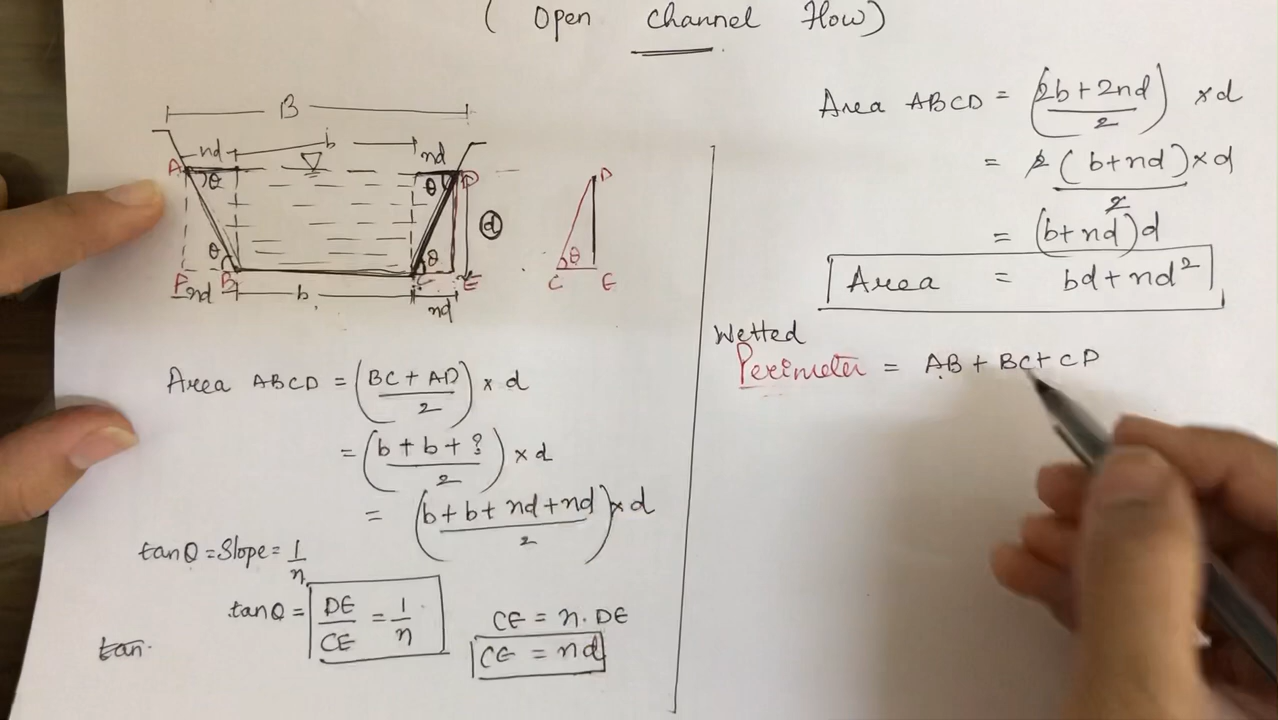 ( Open Channel Flow)
B
nd b nd
A θ θ D
d
θ θ
P B C E
nd b nd
D
θ
C E
Area ABCD = (BC + AD / 2) × d
= (b + b + ? / 2) × d
= (b + b + nd + nd / 2) × d
tanθ = Slope = 1/n
tanθ = DE/CE = 1/n
tan.
CE = n. DE
CE = nd
Area ABCD = (2b + 2nd / 2) × d
= 2 (b + nd) / 2 × d
= (b + nd) d
Area = bd + nd²
Wetted
Perimeter = AB + BC + CD